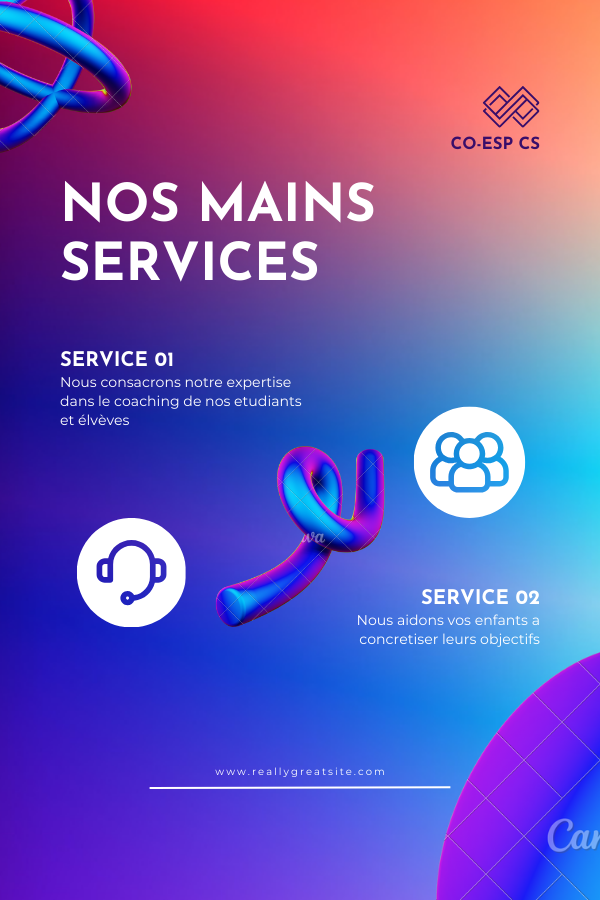 CO-ESP CS
NOS MAINS
SERVICES
SERVICE 01
Nous consacrons notre expertise
dans le coaching de nos etudiants
et élvèves
SERVICE 02
Nous aidons vos enfants a
concretiser leurs objectifs
www.reallygreatsite.com